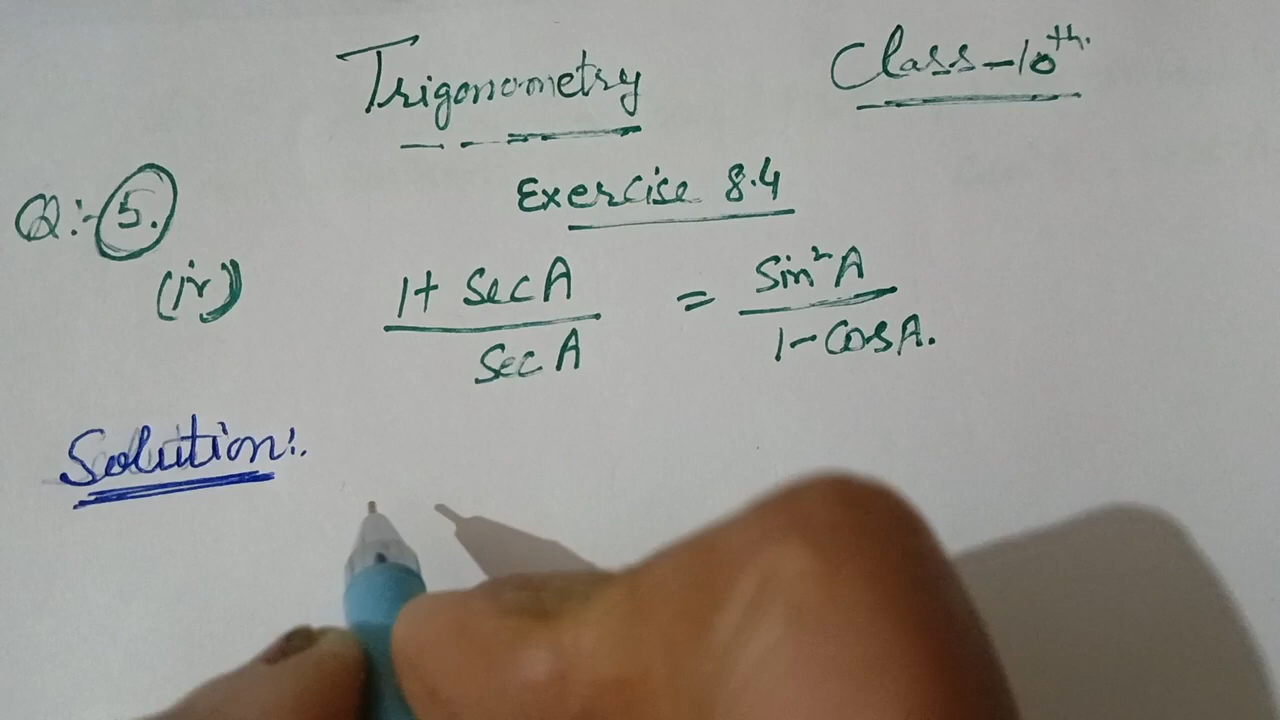 Trigonometry Class-10th.
Exercise 8.4
Q:-5.
(iv) 1+ SecA / SecA = Sin²A / 1-CosA.
Solution:.